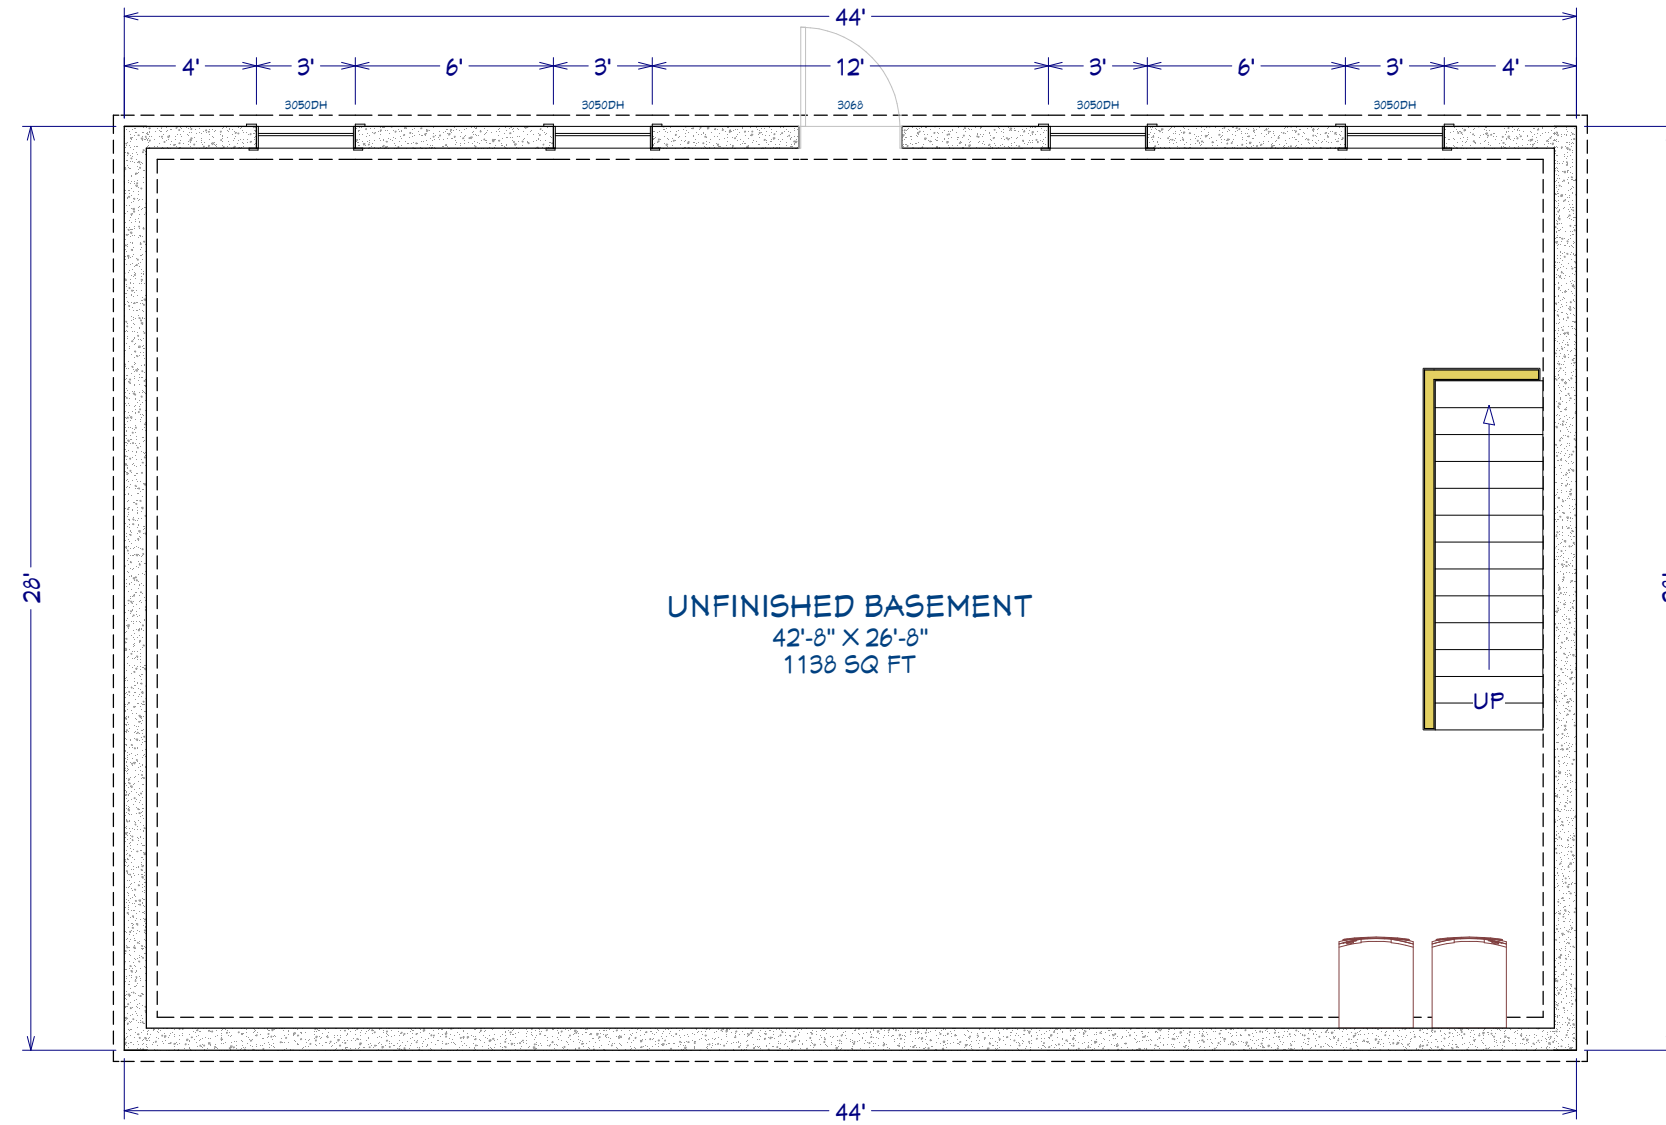 44'
4' 3' 6' 3' 12' 3' 6' 3' 4'
3050DH 3050DH 3068 3050DH 3050DH
28'
UNFINISHED BASEMENT
42'-8" X 26'-8"
1138 SQ FT
UP
44'